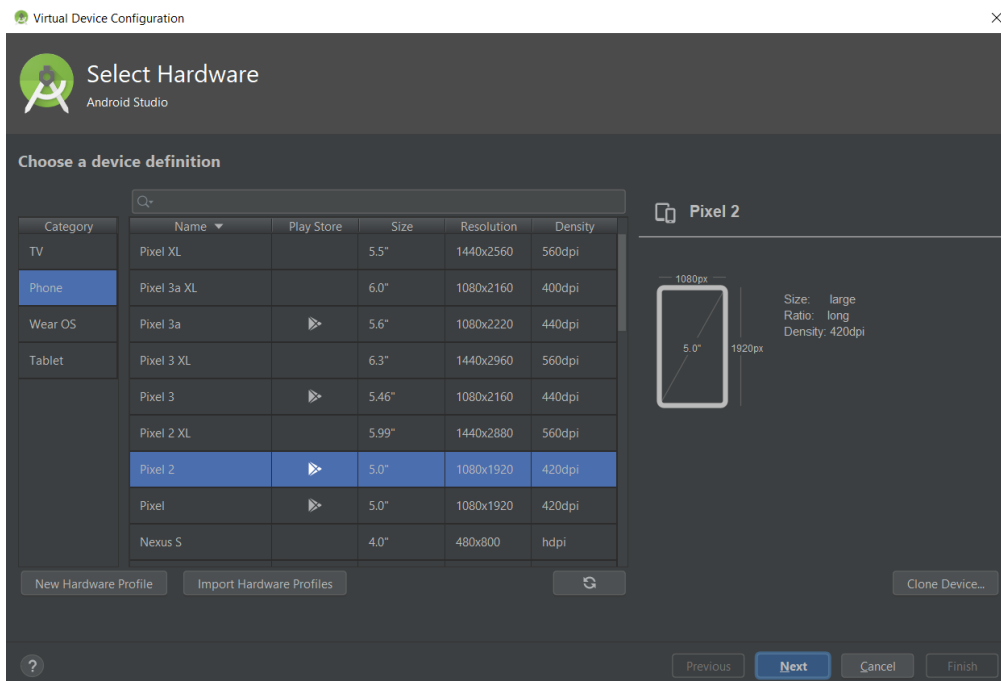 Virtual Device Configuration
Select Hardware
Android Studio
Choose a device definition
Category
TV
Phone
Wear OS
Tablet
Name Play Store Size Resolution Density
Pixel XL 5.5" 1440x2560 560dpi
Pixel 3a XL 6.0" 1080x2160 400dpi
Pixel 3a 5.6" 1080x2220 440dpi
Pixel 3 XL 6.3" 1440x2960 560dpi
Pixel 3 5.46" 1080x2160 440dpi
Pixel 2 XL 5.99" 1440x2880 560dpi
Pixel 2 5.0" 1080x1920 420dpi
Pixel 5.0" 1080x1920 420dpi
Nexus S 4.0" 480x800 hdpi
New Hardware Profile
Import Hardware Profiles
Pixel 2
1080px
5.0"
1920px
Size: large
Ratio: long
Density: 420dpi
Clone Device...
?
Previous
Next
Cancel
Finish